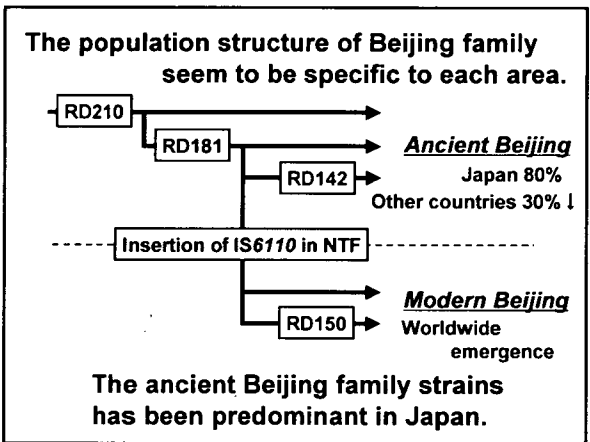 The population structure of Beijing family
seem to be specific to each area.
RD210
RD181
Ancient Beijing
RD142
Japan 80%
Other countries 30% ↓
Insertion of IS6110 in NTF
Modern Beijing
RD150
Worldwide
emergence
The ancient Beijing family strains
has been predominant in Japan.